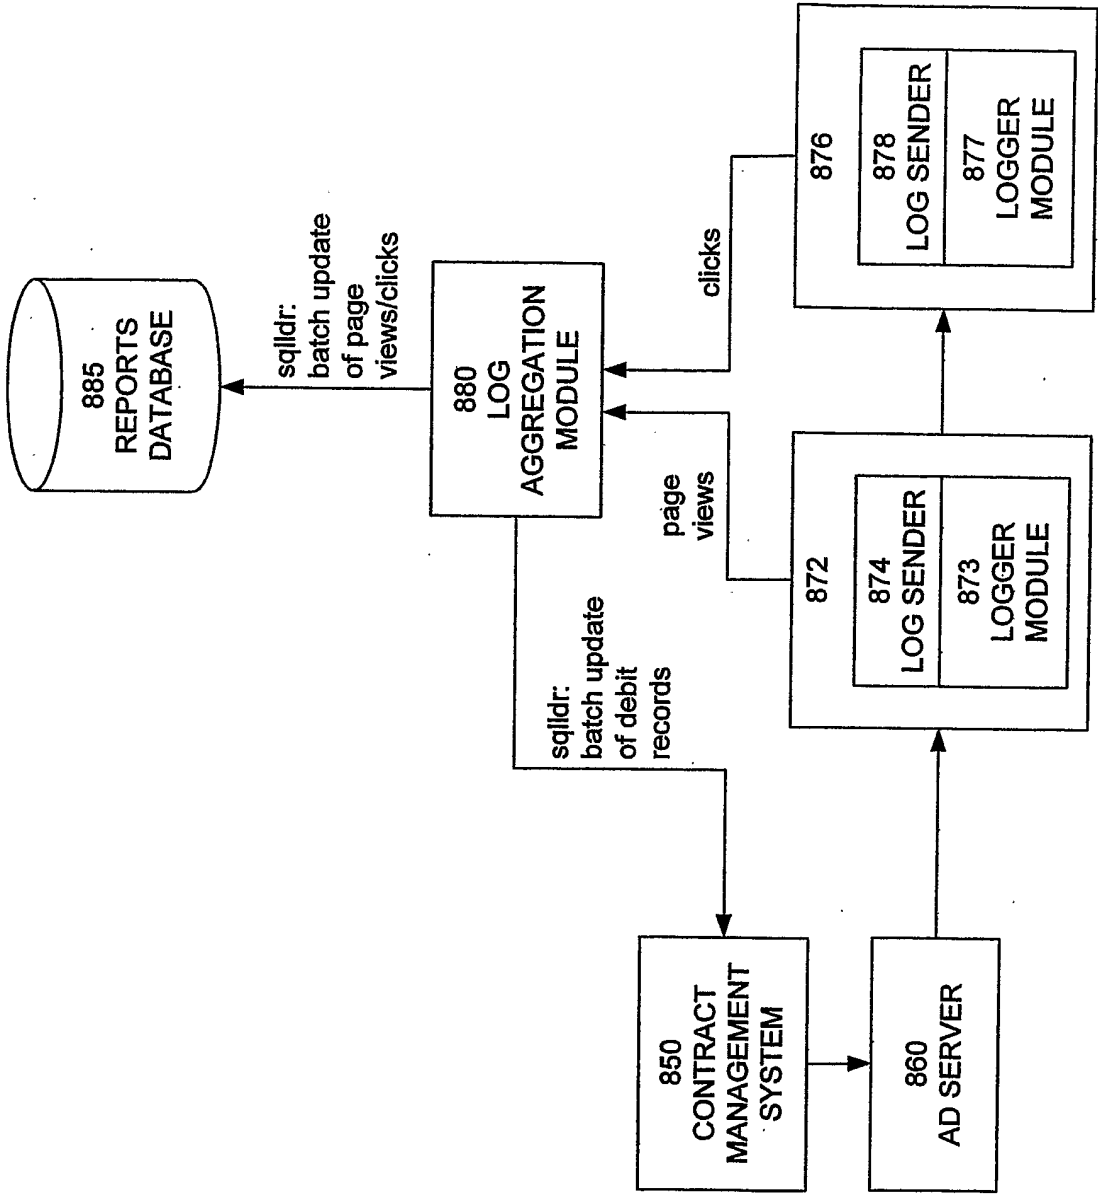 885
REPORTS
DATABASE
sqlldr:
batch update
of page
views/clicks
880
LOG
AGGREGATION
MODULE
clicks
page
views
sqlldr:
batch update
of debit
records
876
878
LOG SENDER
877
LOGGER
MODULE
872
874
LOG SENDER
873
LOGGER
MODULE
850
CONTRACT
MANAGEMENT
SYSTEM
860
AD SERVER